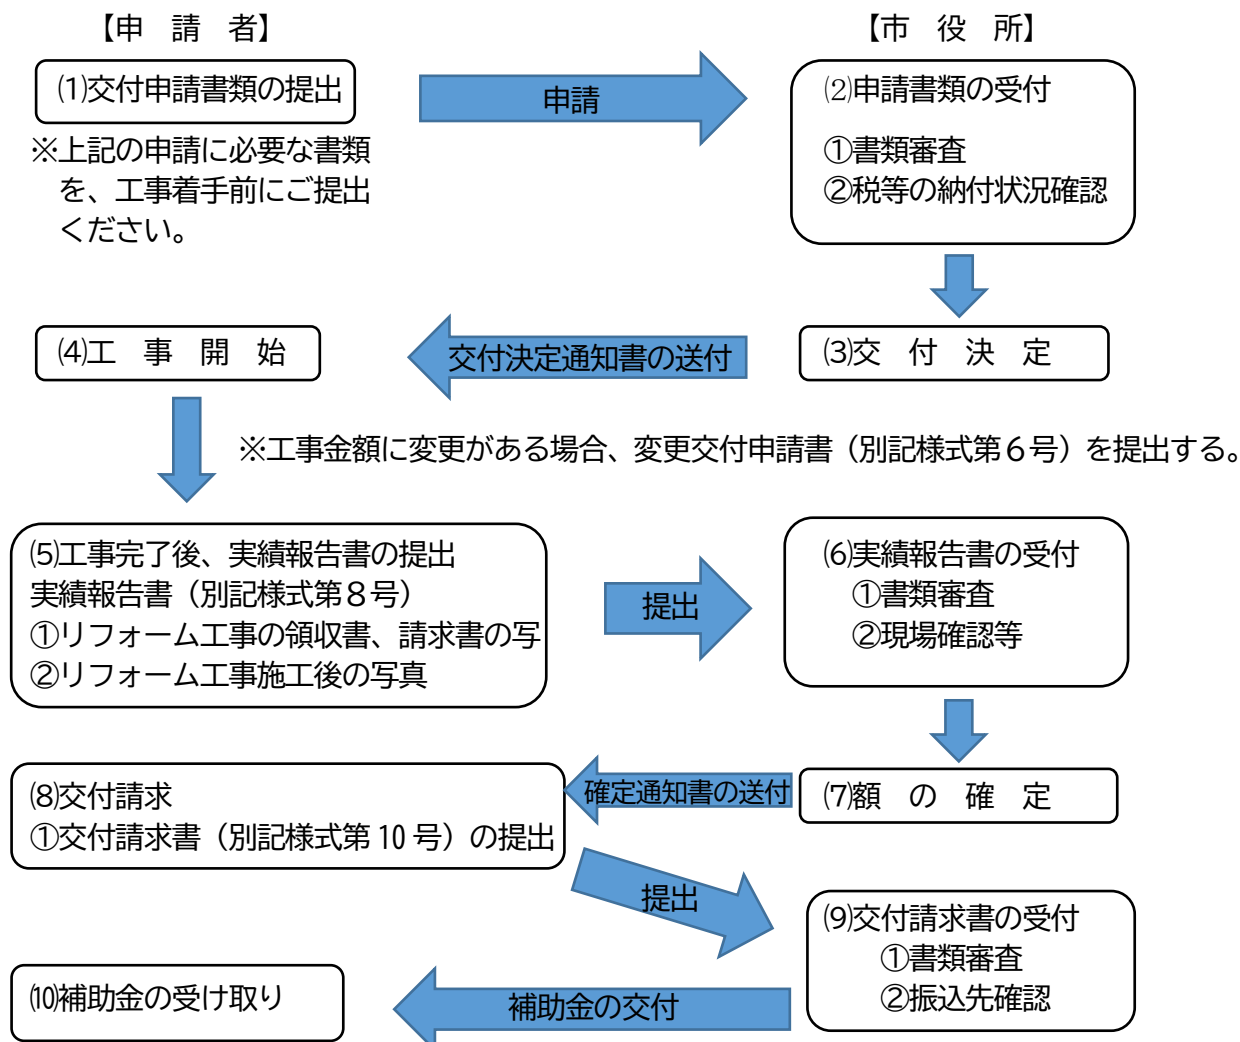 【申　請　者】
【市　役　所】
⑴交付申請書類の提出
申請
⑵申請書類の受付
①書類審査
②税等の納付状況確認
※上記の申請に必要な書類
を、工事着手前にご提出
ください。
⑶交　付　決　定
交付決定通知書の送付
⑷工　事　開　始
※工事金額に変更がある場合、変更交付申請書（別記様式第６号）を提出する。
⑸工事完了後、実績報告書の提出
実績報告書（別記様式第８号）
①リフォーム工事の領収書、請求書の写
②リフォーム工事施工後の写真
提出
⑹実績報告書の受付
①書類審査
②現場確認等
⑺額　の　確　定
確定通知書の送付
⑻交付請求
①交付請求書（別記様式第 10 号）の提出
提出
⑼交付請求書の受付
①書類審査
②振込先確認
補助金の交付
⑽補助金の受け取り